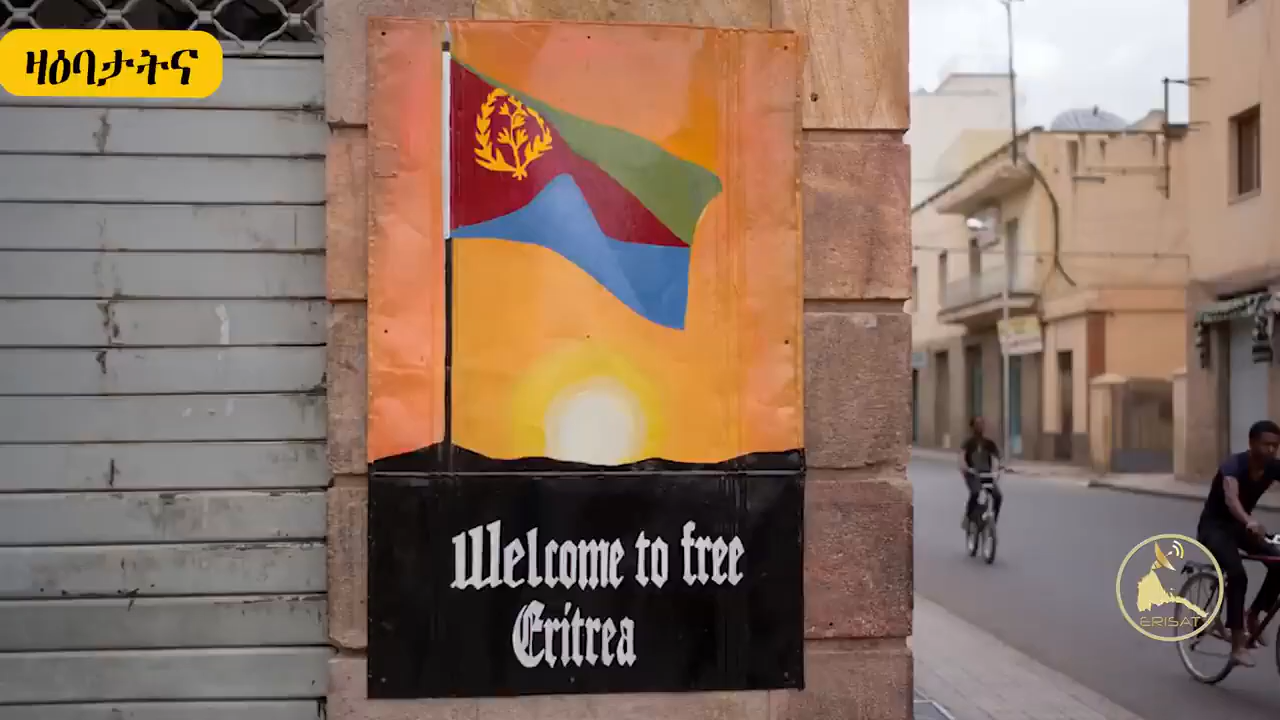 ዛዕባታትና
Welcome to free
Eritrea
ERISAT